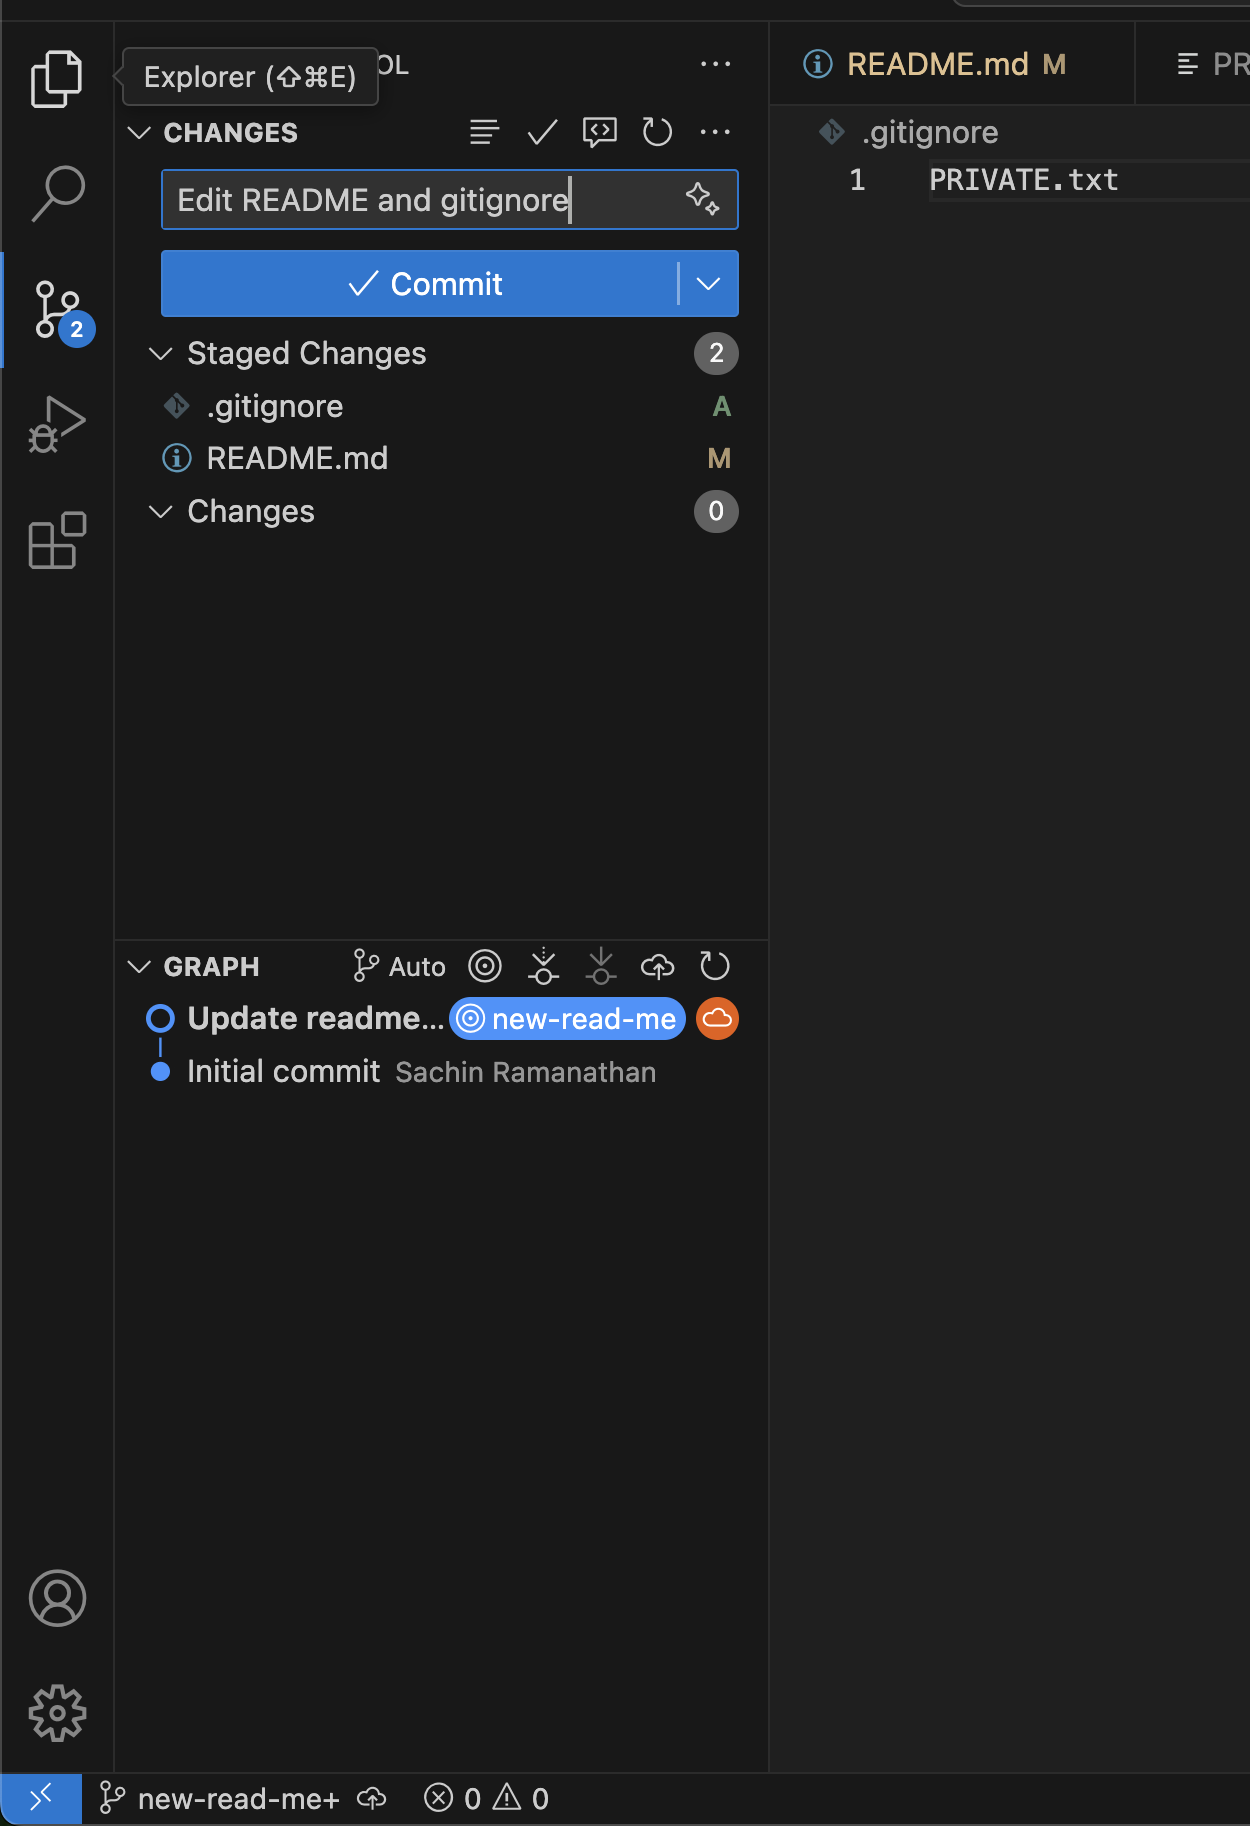 Explorer (⇧⌘E)
OL
README.md M
PR
CHANGES
.gitignore
Edit README and gitignore
1 PRIVATE.txt
Commit
2
Staged Changes 2
.gitignore A
README.md M
Changes 0
GRAPH Auto
Update readme... new-read-me
Initial commit Sachin Ramanathan
new-read-me+ 0 0